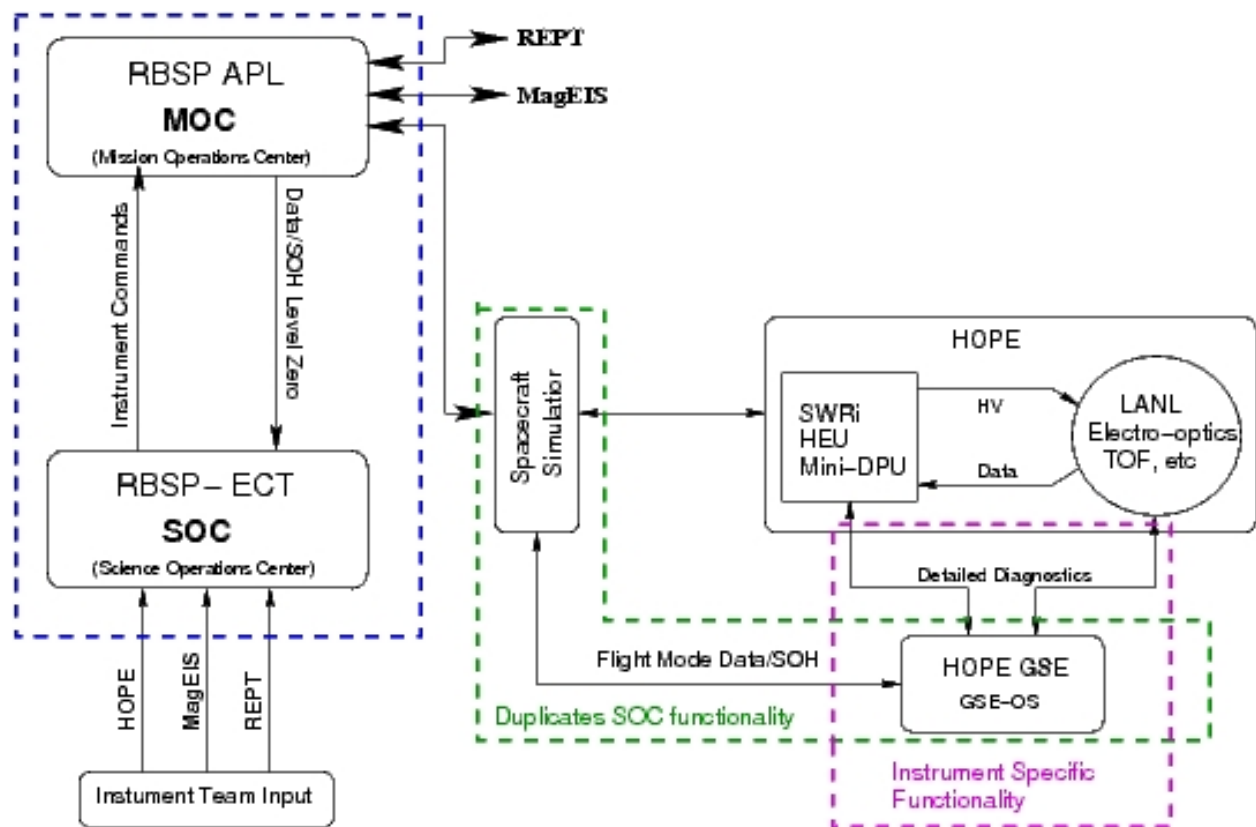 RBSP APL
MOC
(Mission Operations Center)
REPT
MagEIS
Instrument Commands
Data/SOH Level Zero
RBSP- ECT
SOC
(Science Operations Center)
HOPE
MagEIS
REPT
Instument Team Input
Spacecraft
Simulator
HOPE
SWRi
HEU
Mini-DPU
HV
Data
LANL
Electro-optics
TOF, etc
Detailed Diagnostics
Flight Mode Data/SOH
HOPE GSE
GSE-OS
Duplicates SOC functionality
Instrument Specific
Functionality